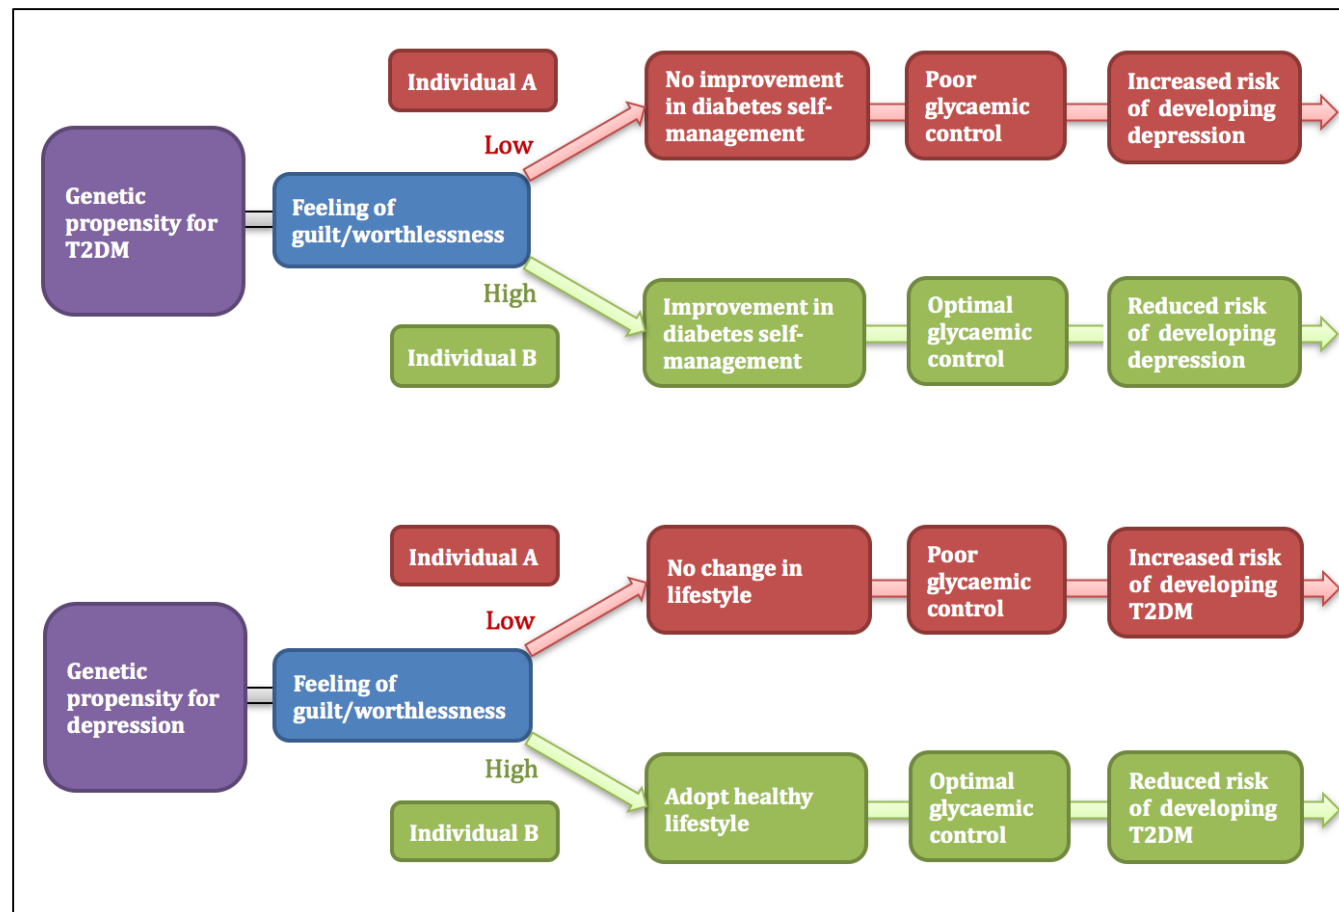 Individual A
No improvement
in diabetes self-
management
Poor
glycaemic
control
Increased risk
of developing
depression
Low
Genetic
propensity for
T2DM
Feeling of
guilt/worthlessness
High
Individual B
Improvement in
diabetes self-
management
Optimal
glycaemic
control
Reduced risk
of developing
depression
Individual A
No change in
lifestyle
Poor
glycaemic
control
Increased risk
of developing
T2DM
Low
Genetic
propensity for
depression
Feeling of
guilt/worthlessness
High
Individual B
Adopt healthy
lifestyle
Optimal
glycaemic
control
Reduced risk
of developing
T2DM